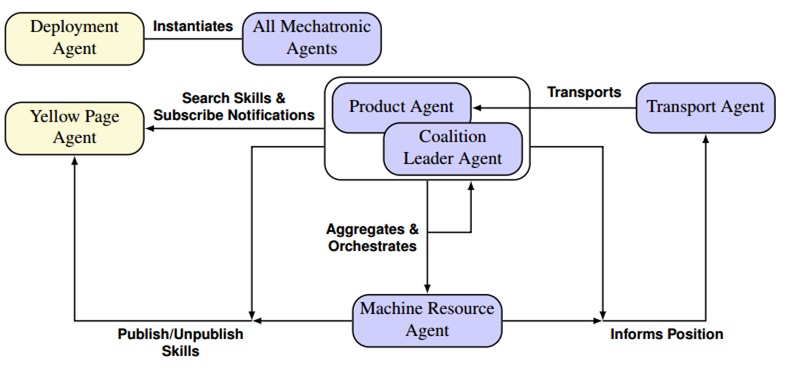 Deployment
Agent
Instantiates
All Mechatronic
Agents
Yellow Page
Agent
Search Skills &
Subscribe Notifications
Product Agent
Coalition
Leader Agent
Transports
Transport Agent
Aggregates &
Orchestrates
Machine Resource
Agent
Publish/Unpublish
Skills
Informs Position